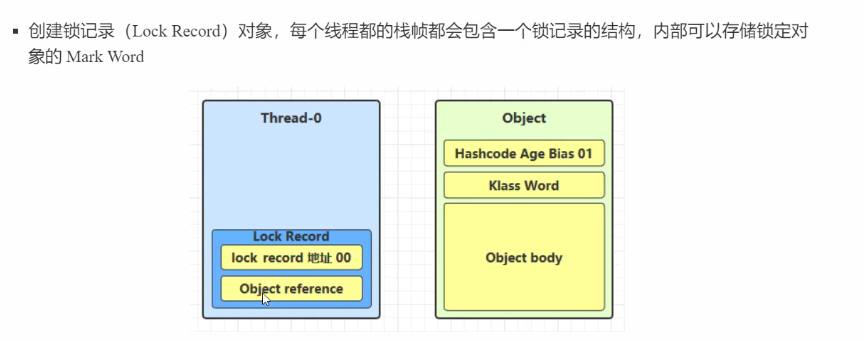 ▪ 创建锁记录（Lock Record）对象，每个线程都的栈帧都会包含一个锁记录的结构，内部可以存储锁定对
象的 Mark Word
Thread-0
Lock Record
lock record 地址 00
Object reference
Object
Hashcode Age Bias 01
Klass Word
Object body